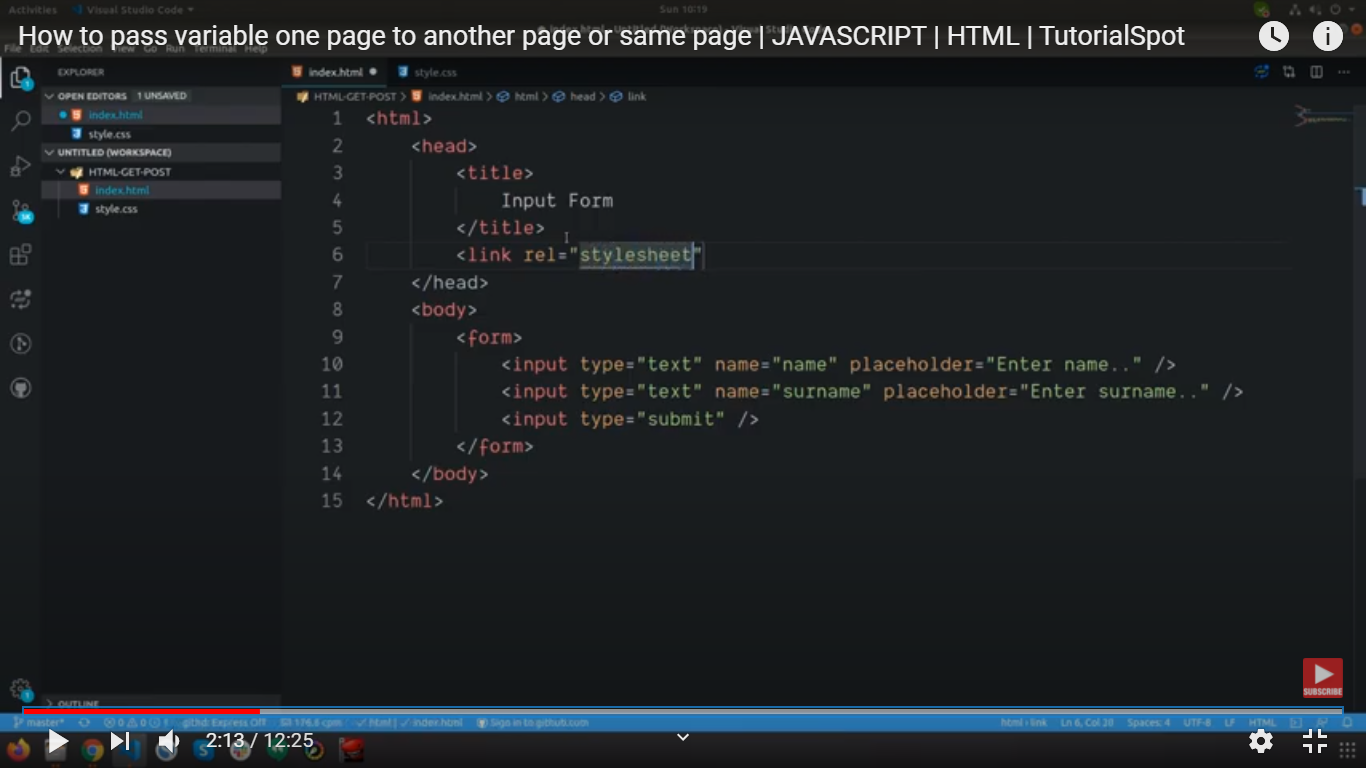 Activities Visual Studio Code Sun 10:19
How to pass variable one page to another page or same page | JAVASCRIPT | HTML | TutorialSpot
File Edit Selection View Go Run Terminal Help
EXPLORER
index.html
style.css
OPEN EDITORS 1 UNSAVED
index.html
style.css
UNTITLED (WORKSPACE)
HTML-GET-POST
index.html
style.css
HTML-GET-POST > index.html > html > head > link
1 <html>
2 <head>
3 <title>
4 Input Form
5 </title>
6 <link rel="stylesheet"
7 </head>
8 <body>
9 <form>
10 <input type="text" name="name" placeholder="Enter name.." />
11 <input type="text" name="surname" placeholder="Enter surname.." />
12 <input type="submit" />
13 </form>
14 </body>
15 </html>
SUBSCRIBE
OUTLINE
master* 0 0 1 githd: Express Off html index.html Sign in to github.com html › link Ln 6, Col 20 Spaces: 4 UTF-8 LF HTML
2:13 / 12:25